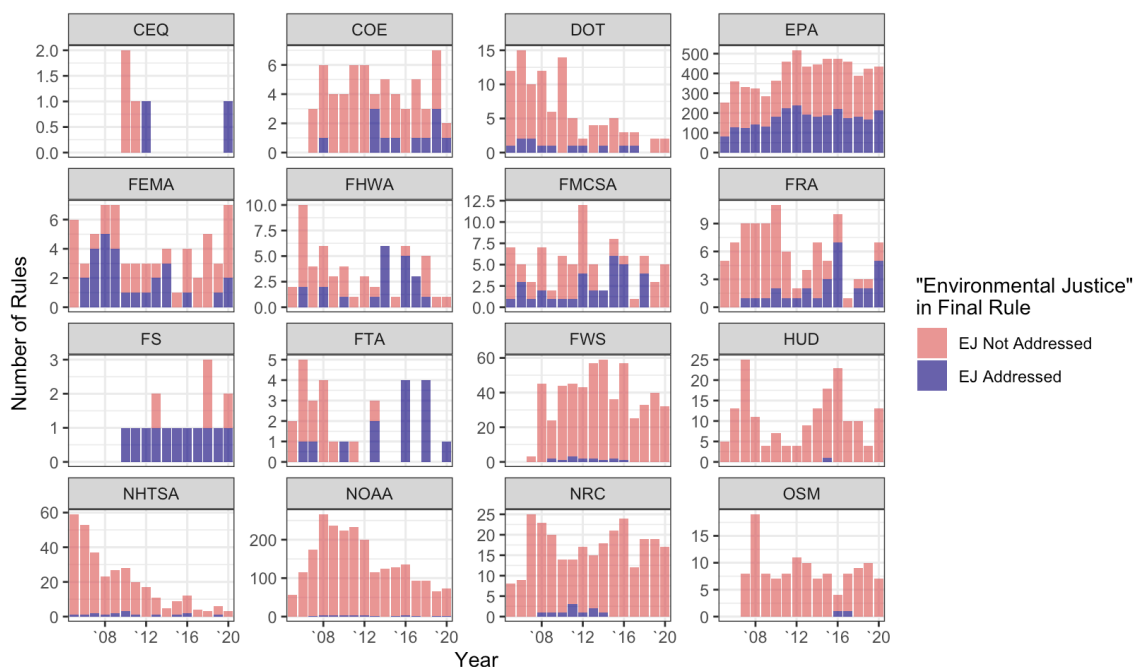 CEQ COE DOT EPA
2.0 6 15 500
1.5 4 10 400
1.0 2 5 300
0.5 0 0 200
0.0 100
0
FEMA FHWA FMCSA FRA
6 10.0 12.5 9
4 7.5 10.0 6
2 5.0 7.5 3
0 2.5 5.0 0
0.0 2.5
0.0
FS FTA FWS HUD
3 5 60 25
2 4 40 20
1 3 20 15
0 2 0 10
1 5
0 0
NHTSA NOAA NRC OSM
60 200 25 15
40 100 20 10
20 0 15 5
0 10 0
5
0
`08 `12 `16 `20 `08 `12 `16 `20 `08 `12 `16 `20 `08 `12 `16 `20
Year
Number of Rules
"Environmental Justice"
in Final Rule
EJ Not Addressed
EJ Addressed